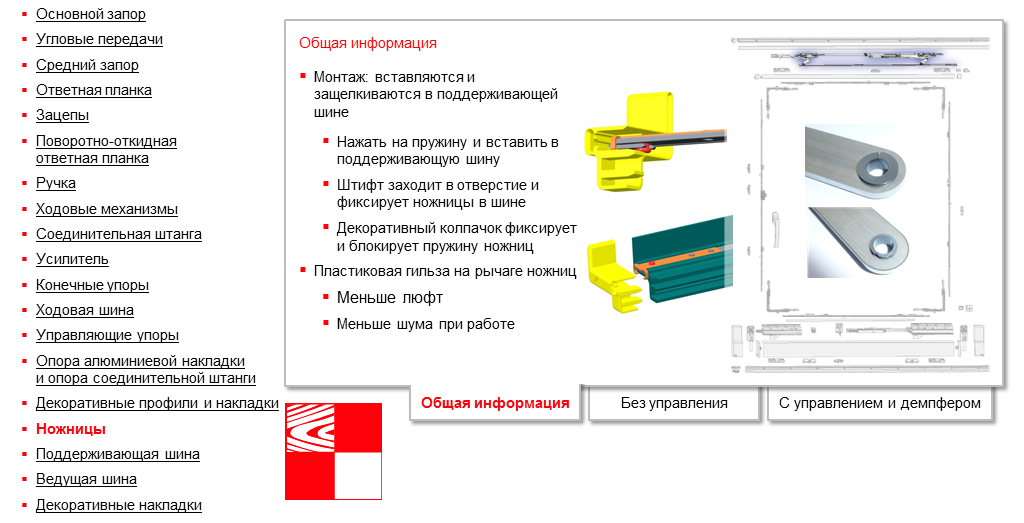 Основной запор
Угловые передачи
Средний запор
Ответная планка
Зацепы
Поворотно-откидная
ответная планка
Ручка
Ходовые механизмы
Соединительная штанга
Усилитель
Конечные упоры
Ходовая шина
Управляющие упоры
Опора алюминиевой накладки
и опора соединительной штанги
Декоративные профили и накладки
Ножницы
Поддерживающая шина
Ведущая шина
Декоративные накладки
Общая информация
Монтаж: вставляются и
защелкиваются в поддерживающей
шине
Нажать на пружину и вставить в
поддерживающую шину
Штифт заходит в отверстие и
фиксирует ножницы в шине
Декоративный колпачок фиксирует
и блокирует пружину ножниц
Пластиковая гильза на рычаге ножниц
Меньше люфт
Меньше шума при работе
Общая информация
Без управления
С управлением и демпфером